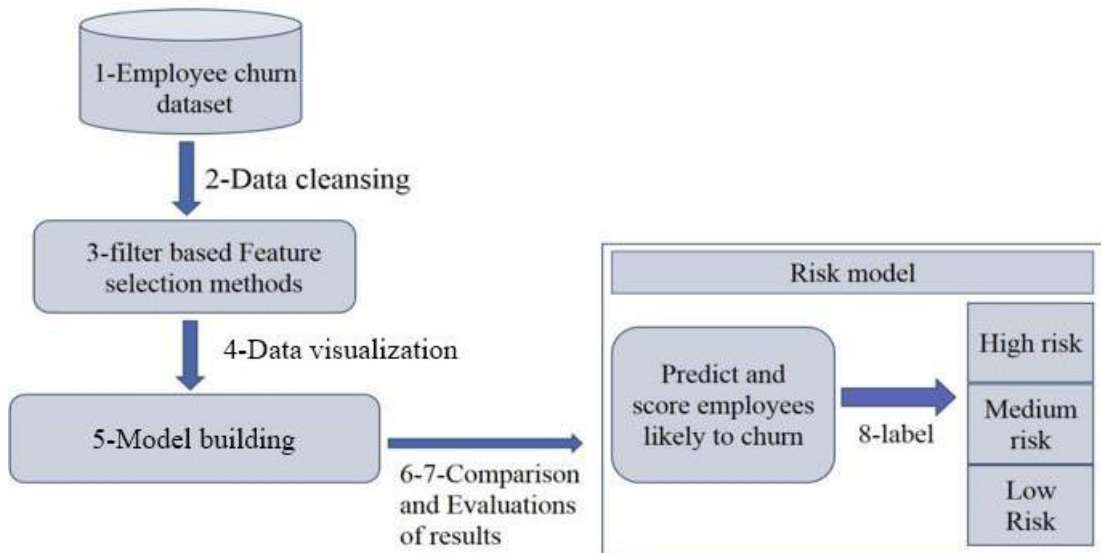 1-Employee churn
dataset
2-Data cleansing
3-filter based Feature
selection methods
4-Data visualization
5-Model building
6-7-Comparison
and Evaluations
of results
Risk model
Predict and
score employees
likely to churn
8-label
High risk
Medium
risk
Low
Risk